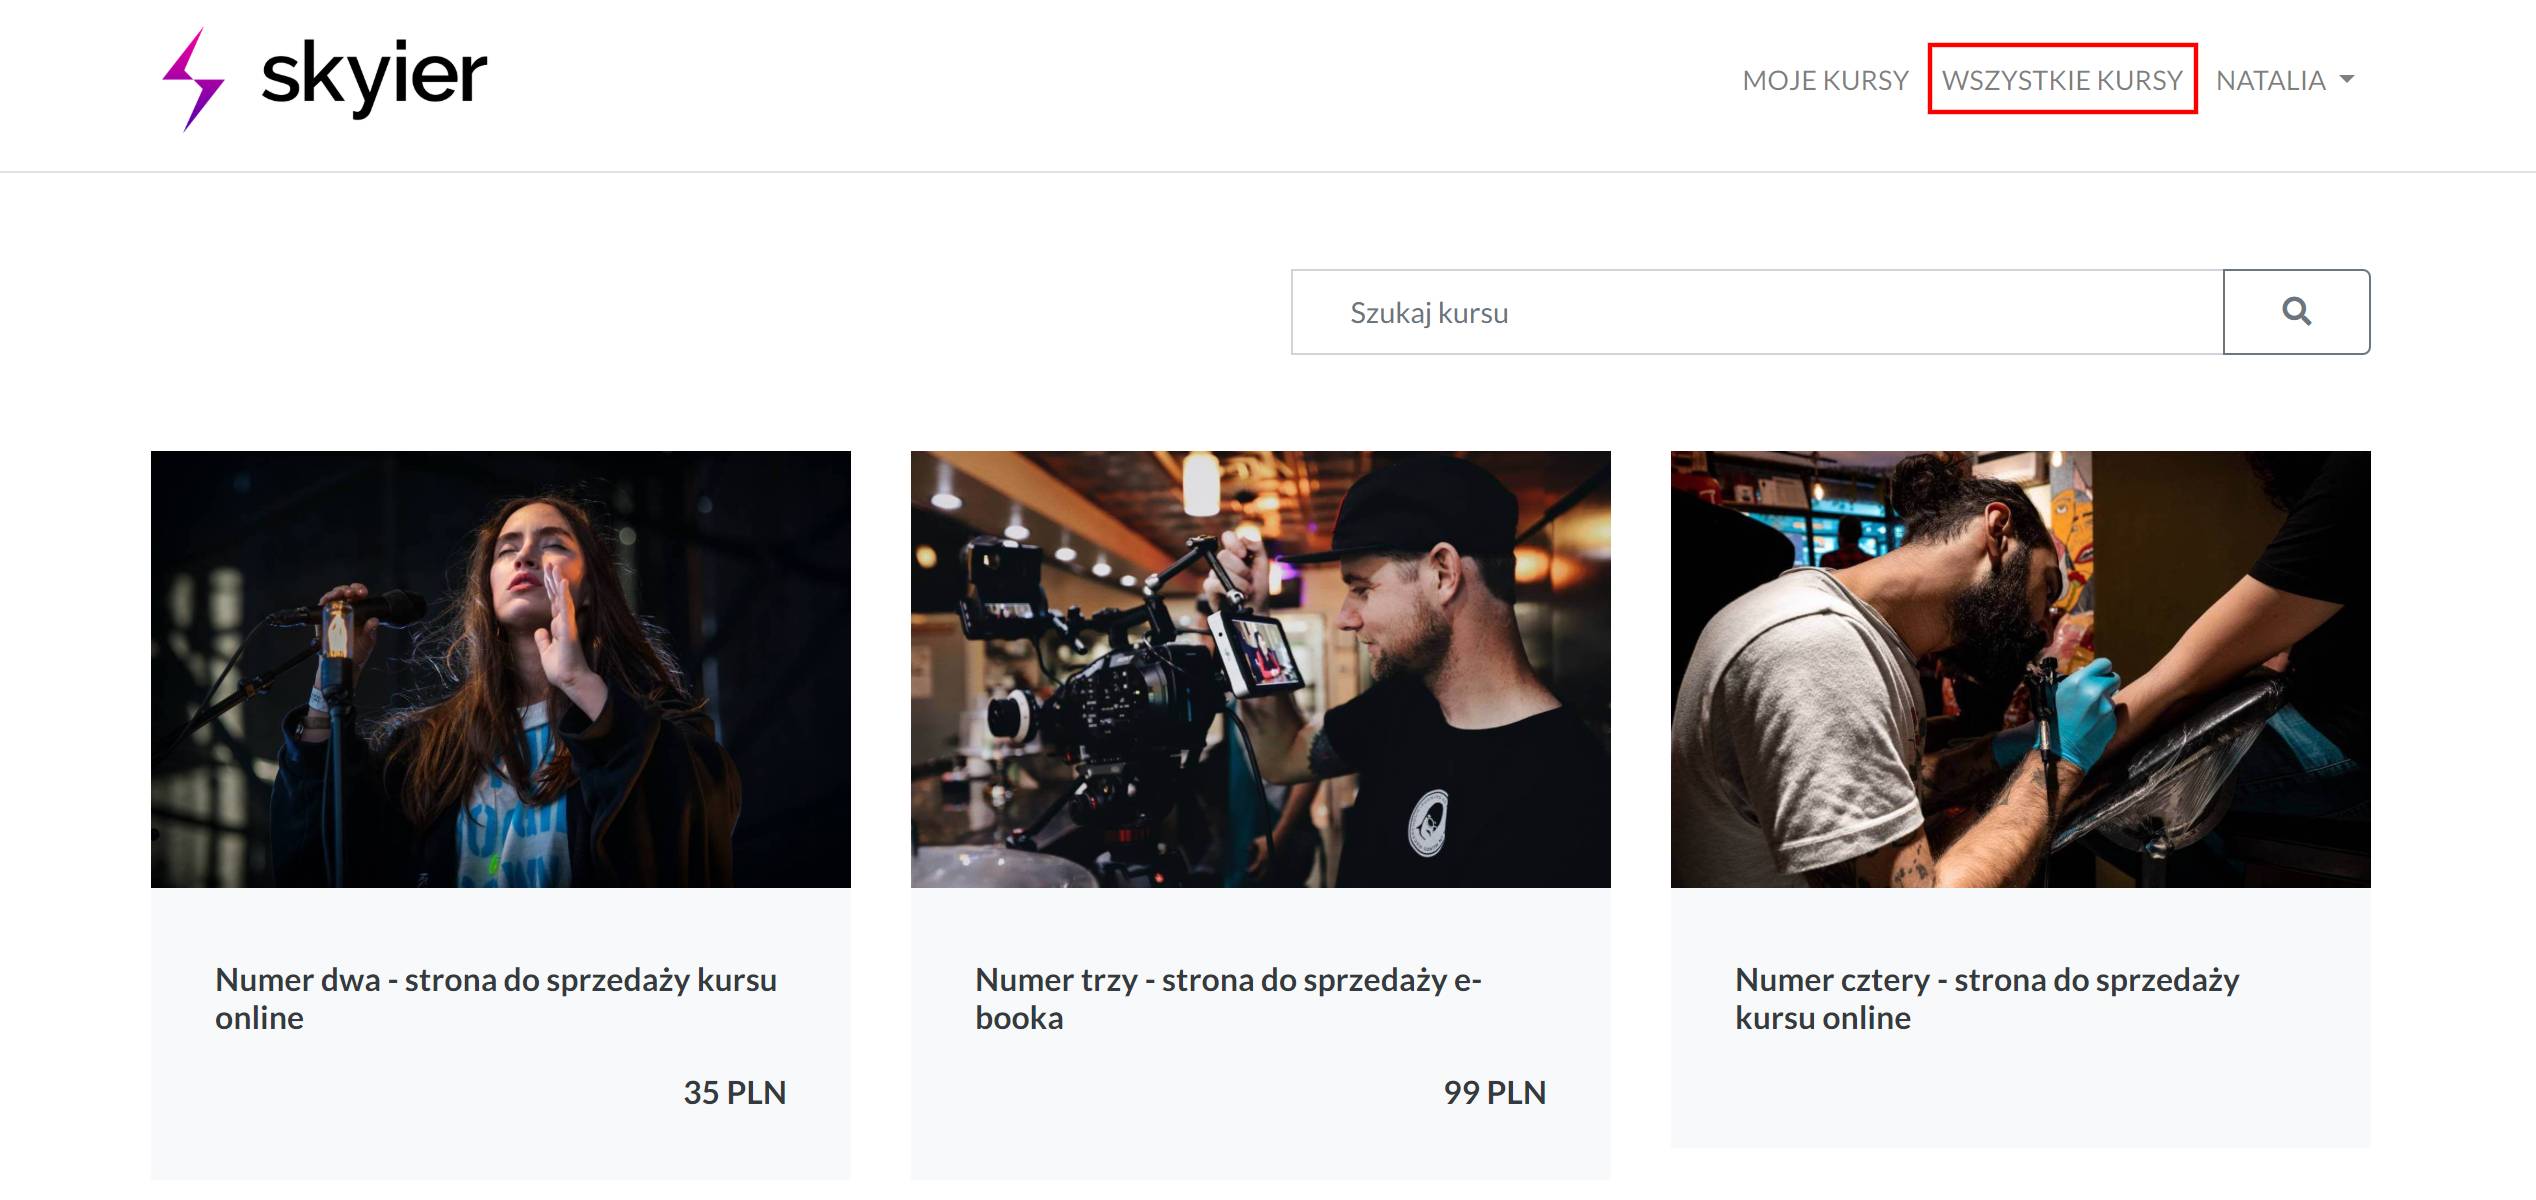 skyier
MOJE KURSY WSZYSTKIE KURSY NATALIA
Szukaj kursu
Numer dwa - strona do sprzedaży kursu
online
35 PLN
Numer trzy - strona do sprzedaży e-
booka
99 PLN
Numer cztery - strona do sprzedaży
kursu online